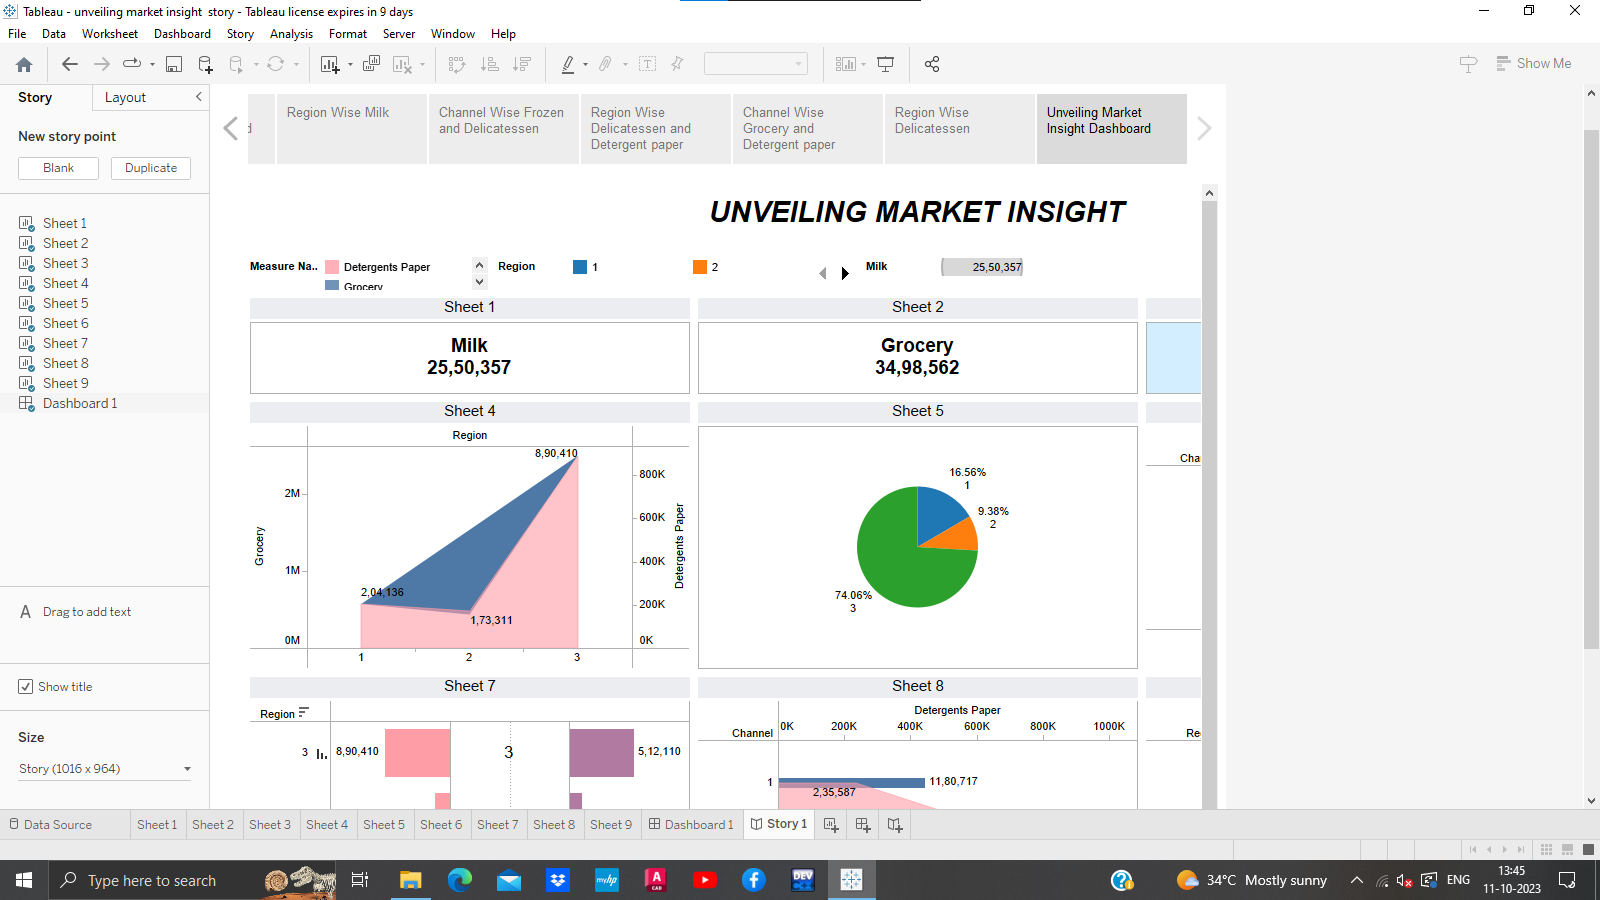 Tableau - unveiling market insight  story - Tableau license expires in 9 days
File Data Worksheet Dashboard Story Analysis Format Server Window Help
Show Me
Story Layout
New story point
Blank Duplicate
Sheet 1
Sheet 2
Sheet 3
Sheet 4
Sheet 5
Sheet 6
Sheet 7
Sheet 8
Sheet 9
Dashboard 1
A Drag to add text
Show title
Size
Story (1016 x 964)
Region Wise Milk
Channel Wise Frozen
and Delicatessen
Region Wise
Delicatessen and
Detergent paper
Channel Wise
Grocery and
Detergent paper
Region Wise
Delicatessen
Unveiling Market
Insight Dashboard
UNVEILING MARKET INSIGHT
Measure Na.. Detergents Paper Region 1 2 Milk 25,50,357
Grocery
Sheet 1
Milk
25,50,357
Sheet 2
Grocery
34,98,562
Sheet 4
Region
8,90,410
2,04,136
1,73,311
Grocery
2M
1M
0M
800K
600K
400K
200K
0K
Detergents Paper
1 2 3
Sheet 5
16.56%
1
9.38%
2
74.06%
3
Cha
Sheet 7
Region
3 8,90,410 3 5,12,110
Sheet 8
Detergents Paper
0K 200K 400K 600K 800K 1000K
Channel
1 11,80,717
2,35,587
Re
Data Source Sheet 1 Sheet 2 Sheet 3 Sheet 4 Sheet 5 Sheet 6 Sheet 7 Sheet 8 Sheet 9 Dashboard 1 Story 1
Type here to search
myhp
A CAD
DEV
34°C Mostly sunny
ENG
13:45
11-10-2023